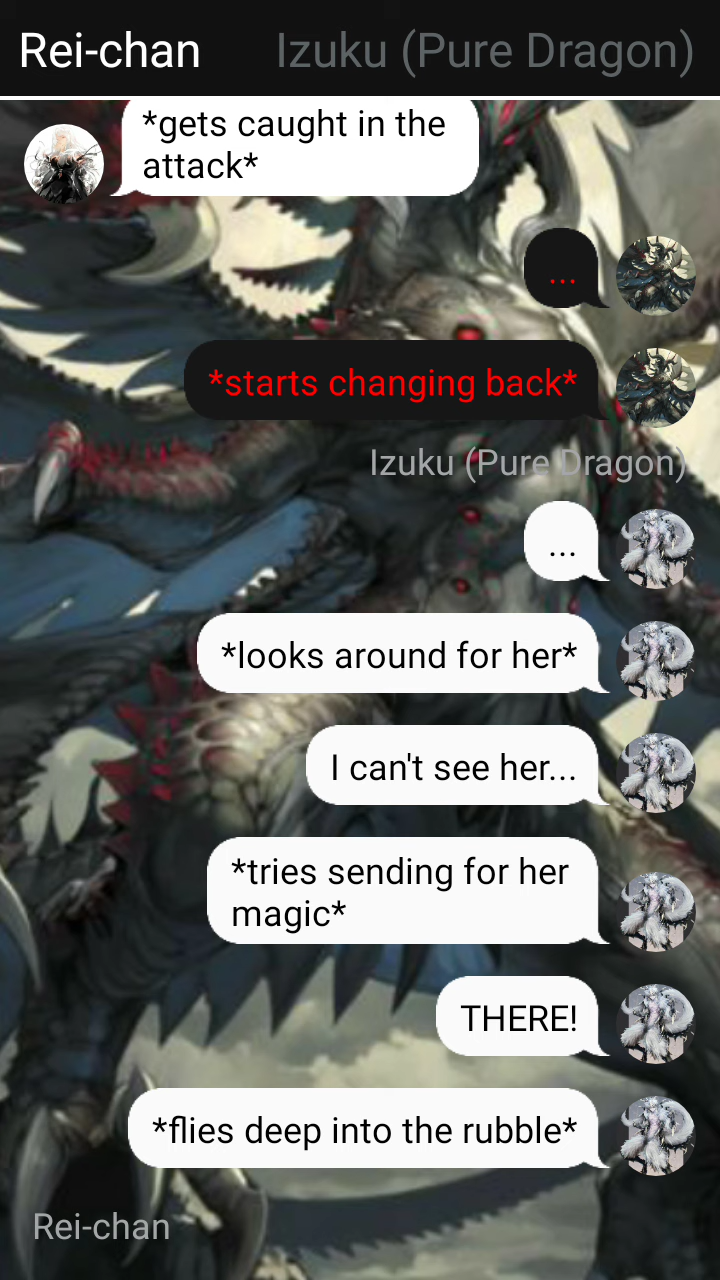 Rei-chan Izuku (Pure Dragon)
*gets caught in the
attack*
...
*starts changing back*
Izuku (Pure Dragon)
...
*looks around for her*
I can't see her...
*tries sending for her
magic*
THERE!
*flies deep into the rubble*
Rei-chan